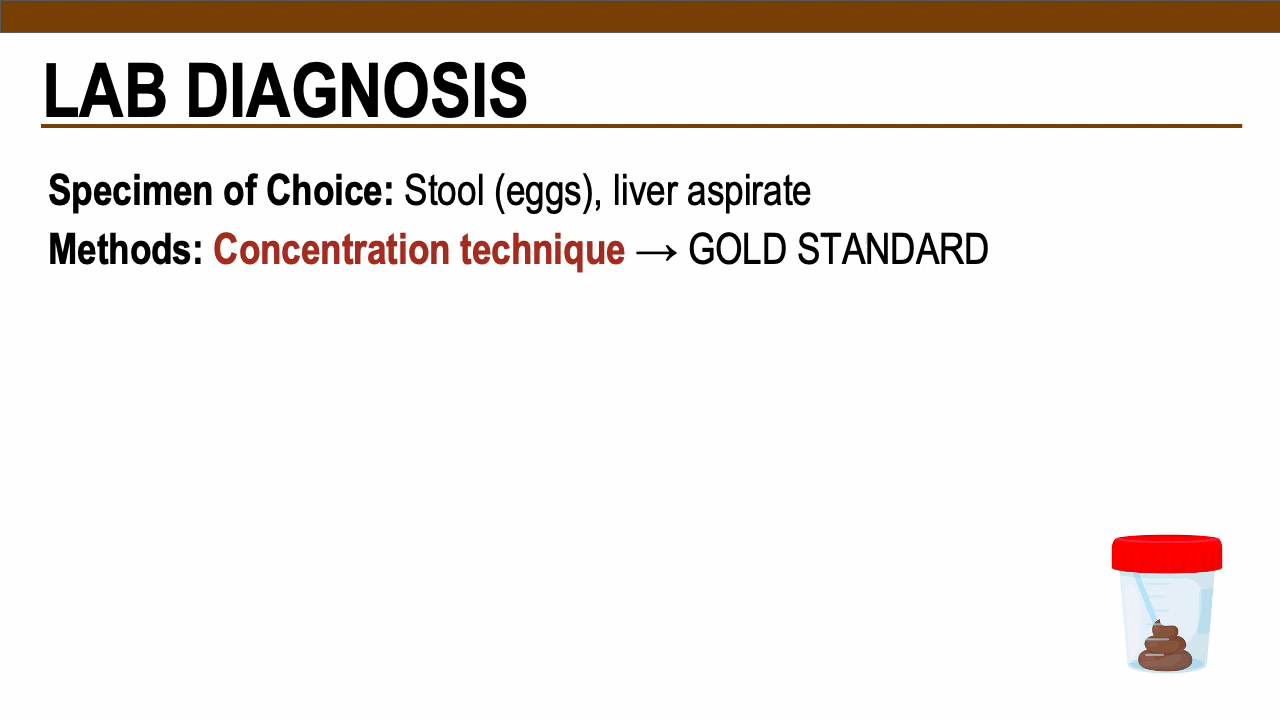 LAB DIAGNOSIS
Specimen of Choice: Stool (eggs), liver aspirate
Methods: Concentration technique → GOLD STANDARD